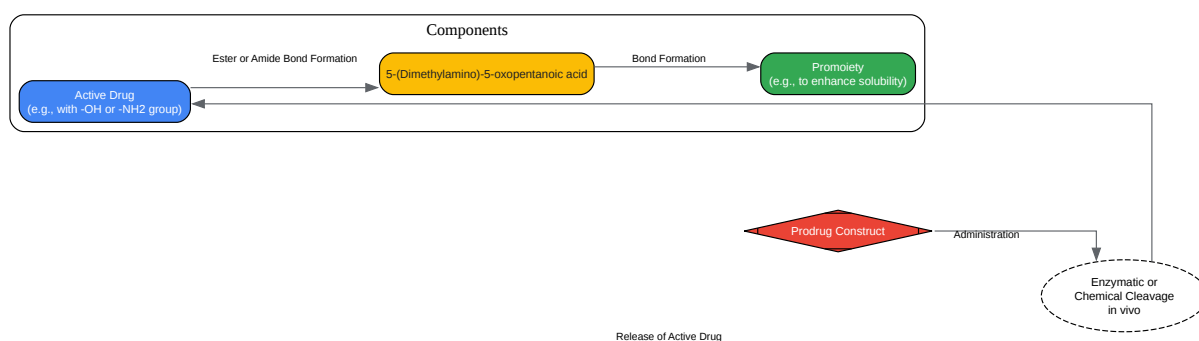 Components
Ester or Amide Bond Formation
Bond Formation
5-(Dimethylamino)-5-oxopentanoic acid
Promoiety
(e.g., to enhance solubility)
Active Drug
(e.g., with -OH or -NH2 group)
Prodrug Construct
Administration
Enzymatic or
Chemical Cleavage
in vivo
Release of Active Drug